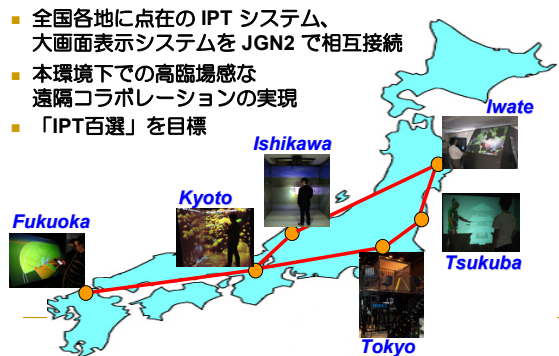 全国各地に点在の IPT システム、
大画面表示システムを JGN2 で相互接続
本環境下での高臨場感な
遠隔コラボレーションの実現
「IPT百選」を目標
Iwate
Ishikawa
Kyoto
Fukuoka
Tsukuba
Tokyo